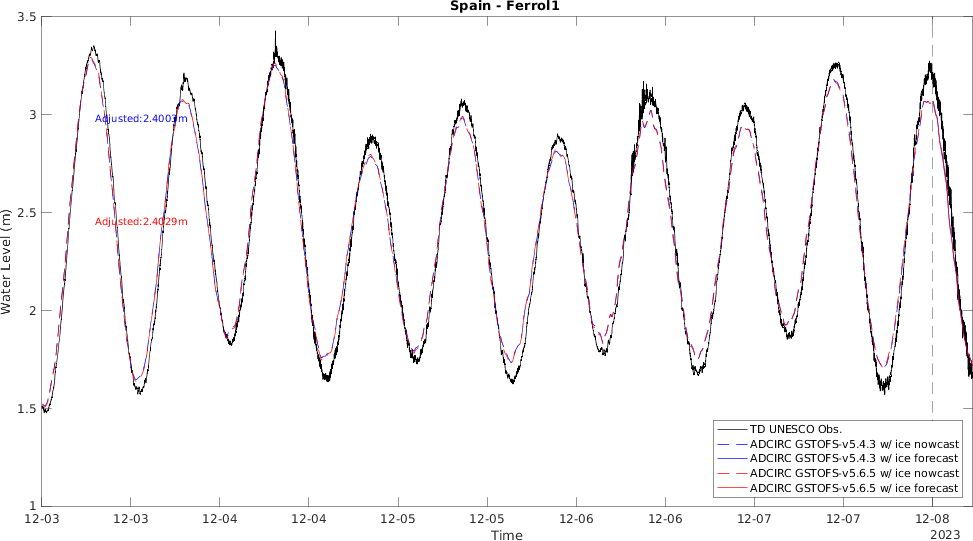 Spain - Ferrol1
3.5
3
2.5
2
1.5
1
Water Level (m)
Adjusted:2.4003m
Adjusted:2.4029m
TD UNESCO Obs.
ADCIRC GSTOFS-v5.4.3 w/ ice nowcast
ADCIRC GSTOFS-v5.4.3 w/ ice forecast
ADCIRC GSTOFS-v5.6.5 w/ ice nowcast
ADCIRC GSTOFS-v5.6.5 w/ ice forecast
12-03 12-03 12-04 12-04 12-05 12-05 12-06 12-06 12-07 12-07 12-08
2023
Time